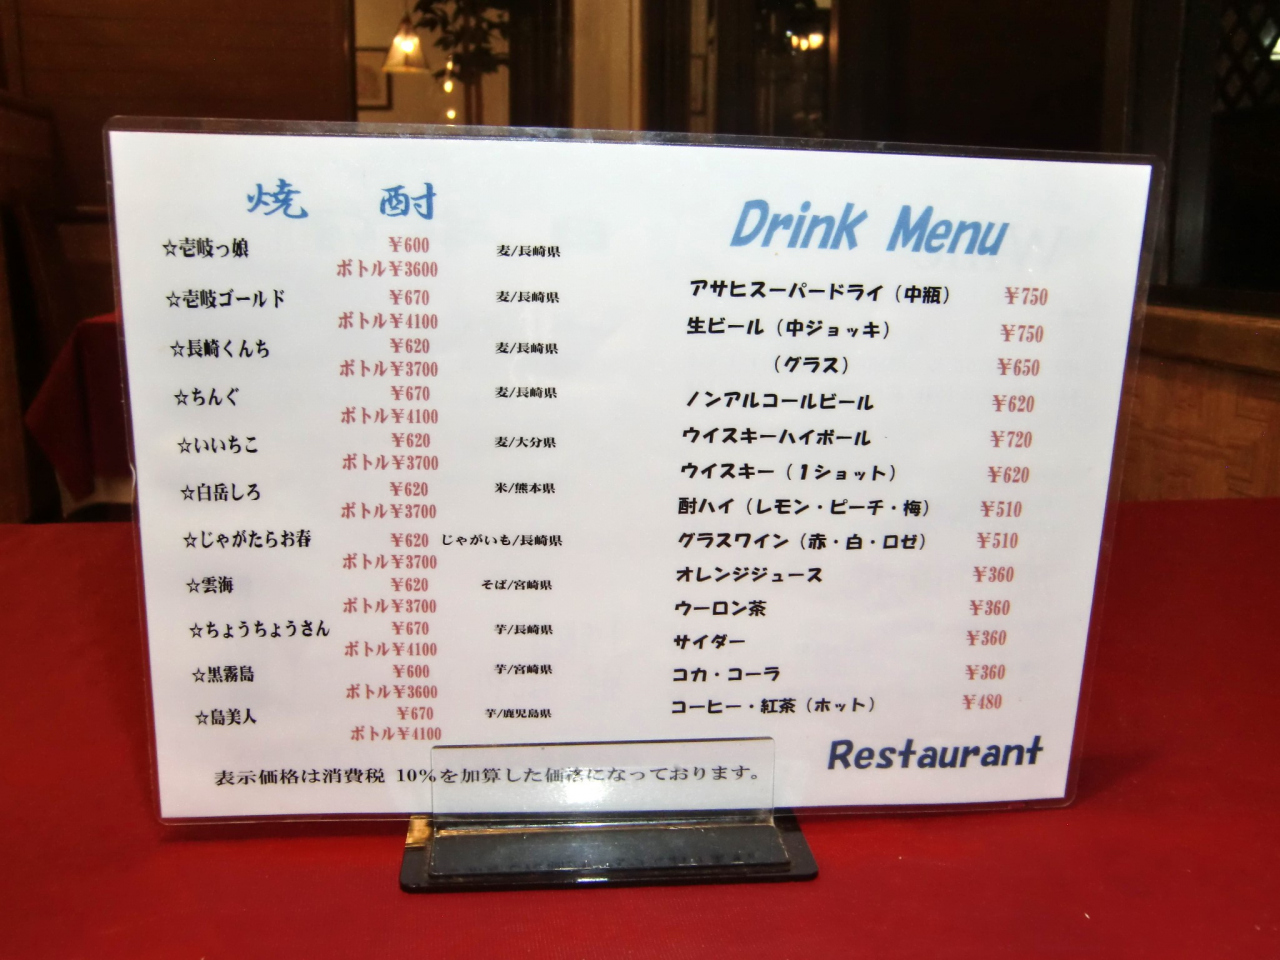 焼 酎
☆壱岐っ娘 ￥600 麦/長崎県
ボトル￥3600
☆壱岐ゴールド ￥670 麦/長崎県
ボトル￥4100
☆長崎くんち ￥620 麦/長崎県
ボトル￥3700
☆ちんぐ ￥670 麦/長崎県
ボトル￥4100
☆いいちこ ￥620 麦/大分県
ボトル￥3700
☆白岳しろ ￥620 米/熊本県
ボトル￥3700
☆じゃがたらお春 ￥620 じゃがいも/長崎県
ボトル￥3700
☆雲海 ￥620 そば/宮崎県
ボトル￥3700
☆ちょうちょうさん ￥670 芋/長崎県
ボトル￥4100
☆黒霧島 ￥600 芋/宮崎県
ボトル￥3600
☆島美人 ￥670 芋/鹿児島県
ボトル￥4100
表示価格は消費税 10％を加算した価格になっております。
Drink Menu
アサヒスーパードライ（中瓶） ￥750
生ビール（中ジョッキ） ￥750
（グラス） ￥650
ノンアルコールビール ￥620
ウイスキーハイボール ￥720
ウイスキー（１ショット） ￥620
酎ハイ（レモン・ピーチ・梅） ￥510
グラスワイン（赤・白・ロゼ） ￥510
オレンジジュース ￥360
ウーロン茶 ￥360
サイダー ￥360
コカ・コーラ ￥360
コーヒー・紅茶（ホット） ￥480
Restaurant